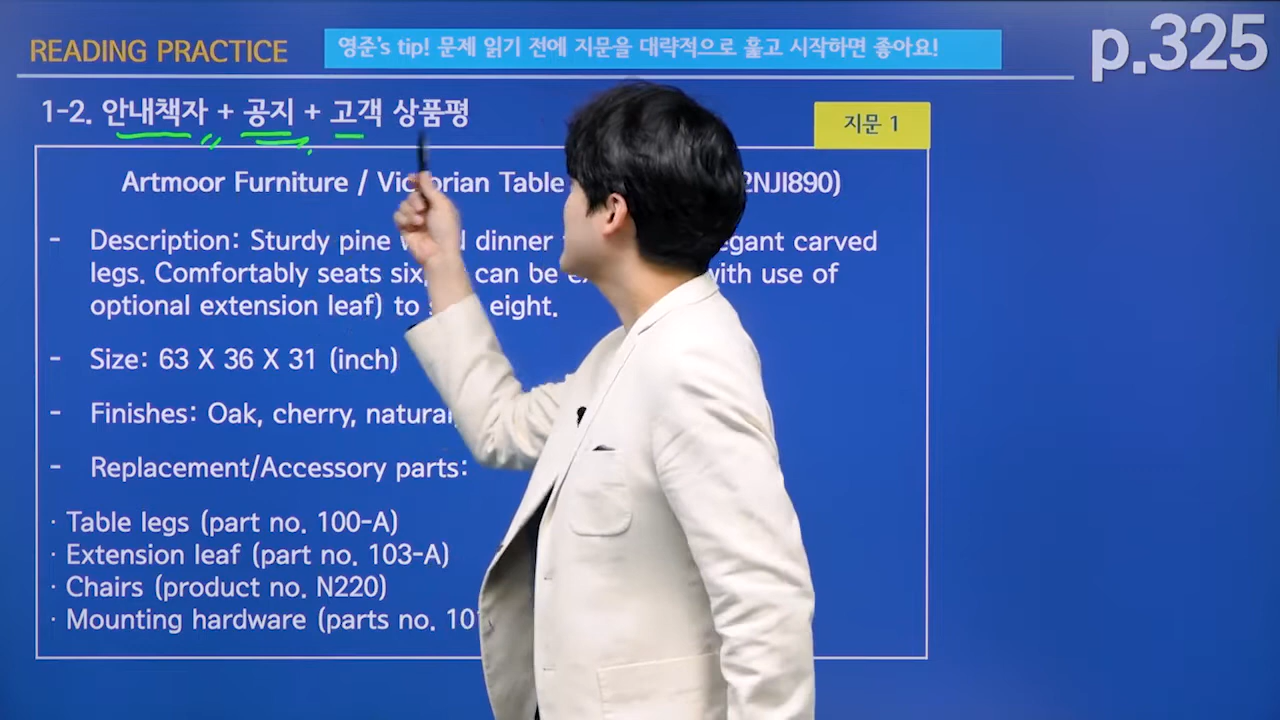 READING PRACTICE
영준's tip! 문제 읽기 전에 지문을 대략적으로 훑고 시작하면 좋아요!
p.325
1-2. 안내책자 + 공지 + 고객 상품평
지문 1
Artmoor Furniture / Victorian Table 2NJI890)
- Description: Sturdy pine dinner carved
legs. Comfortably seats six, can be with use of
optional extension leaf) to eight.
- Size: 63 X 36 X 31 (inch)
- Finishes: Oak, cherry, natural
- Replacement/Accessory parts:
· Table legs (part no. 100-A)
· Extension leaf (part no. 103-A)
· Chairs (product no. N220)
· Mounting hardware (parts no.